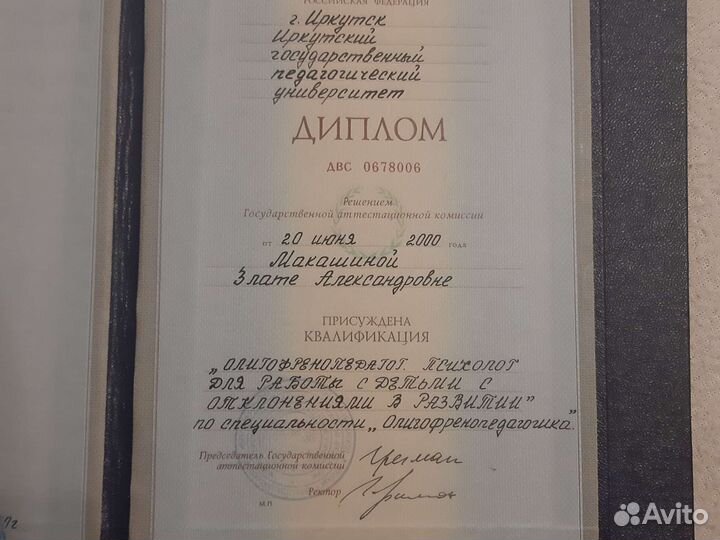 РОССИЙСКАЯ ФЕДЕРАЦИЯ
г. Иркутск
Иркутский
государственный
педагогический
университет
ДИПЛОМ
ДВС 0678006
Решением
Государственной аттестационной комиссии
от 20 июня 2000 года
Макашиной
Злате Александровне
ПРИСУЖДЕНА
КВАЛИФИКАЦИЯ
„ОЛИГОФРЕНОПЕДАГОГ. ПСИХОЛОГ
ДЛЯ РАБОТЫ С ДЕТЬМИ С
ОТКЛОНЕНИЯМИ В РАЗВИТИИ"
по специальности „Олигофренопедагогика."
Председатель Государственной
аттестационной комиссии
Ректор
М.П
Avito